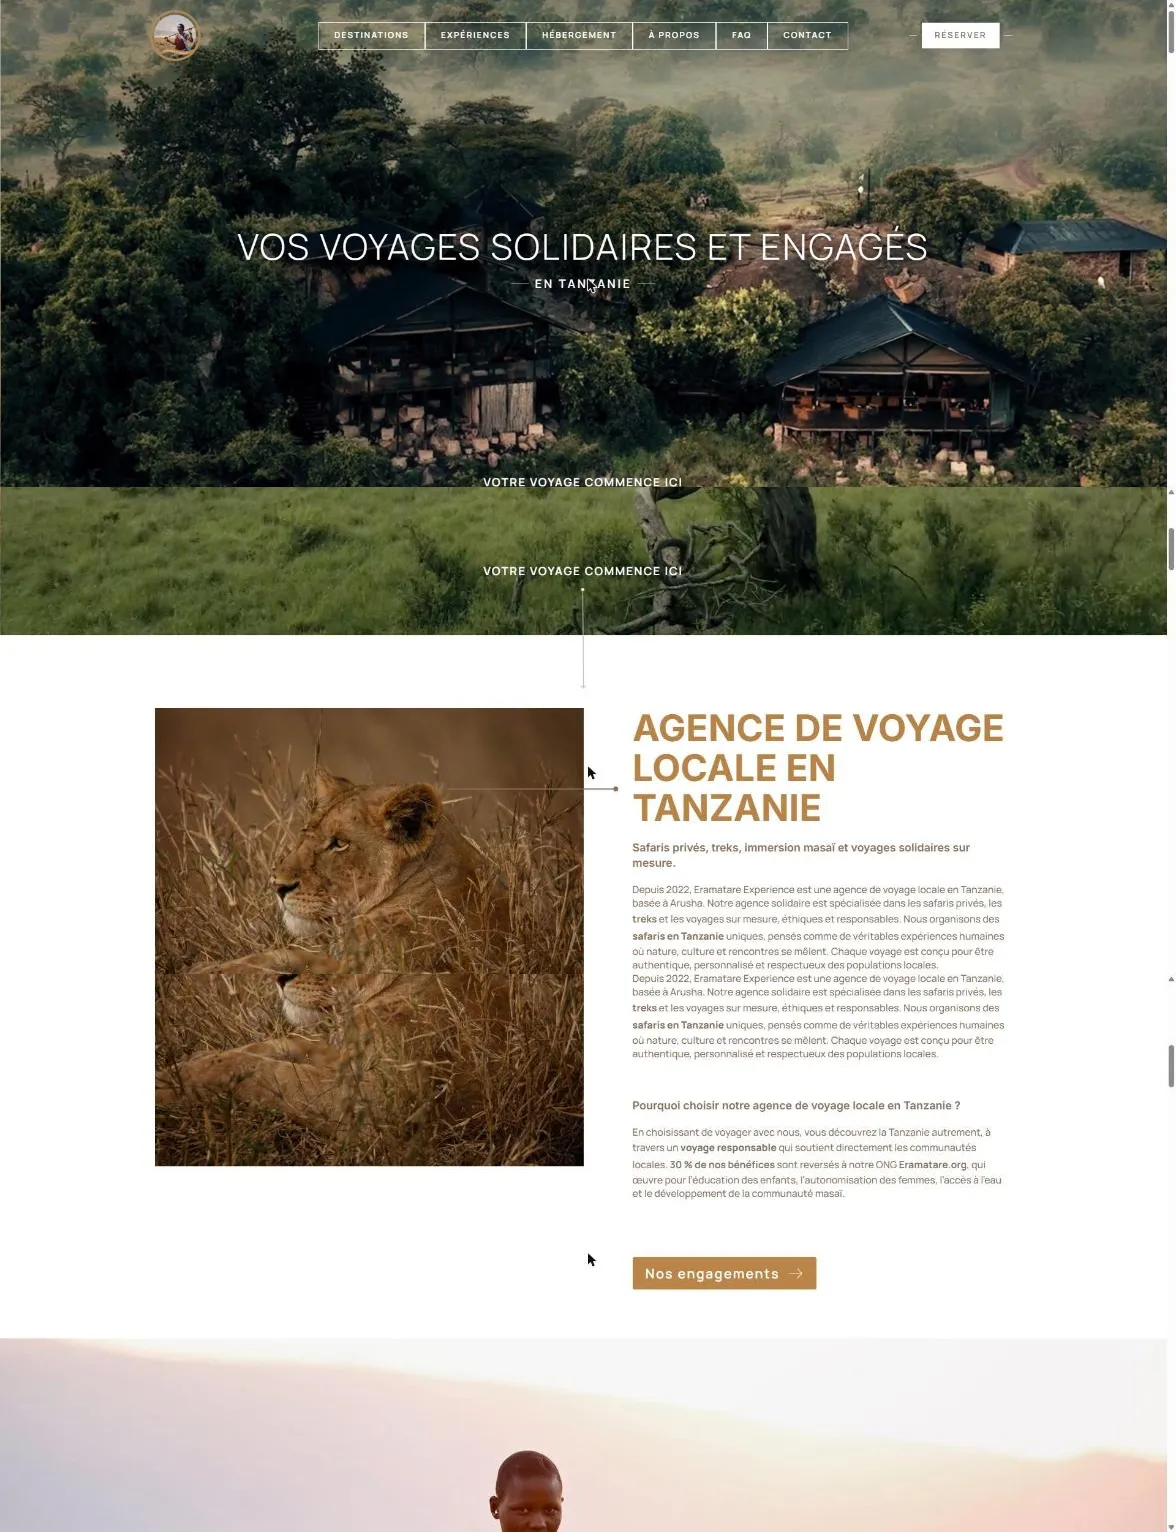 DESTINATIONS
EXPÉRIENCES
HÉBERGEMENT
À PROPOS
FAQ
CONTACT
RÉSERVER
VOS VOYAGES SOLIDAIRES ET ENGAGÉS
EN TANZANIE
VOTRE VOYAGE COMMENCE ICI
VOTRE VOYAGE COMMENCE ICI
AGENCE DE VOYAGE
LOCALE EN
TANZANIE
Safaris privés, treks, immersion masaï et voyages solidaires sur
mesure.
Depuis 2022, Eramatare Experience est une agence de voyage locale en Tanzanie,
basée à Arusha. Notre agence solidaire est spécialisée dans les safaris privés, les
treks et les voyages sur mesure, éthiques et responsables. Nous organisons des
safaris en Tanzanie uniques, pensés comme de véritables expériences humaines
où nature, culture et rencontres se mêlent. Chaque voyage est conçu pour être
authentique, personnalisé et respectueux des populations locales.
Depuis 2022, Eramatare Experience est une agence de voyage locale en Tanzanie,
basée à Arusha. Notre agence solidaire est spécialisée dans les safaris privés, les
treks et les voyages sur mesure, éthiques et responsables. Nous organisons des
safaris en Tanzanie uniques, pensés comme de véritables expériences humaines
où nature, culture et rencontres se mêlent. Chaque voyage est conçu pour être
authentique, personnalisé et respectueux des populations locales.
Pourquoi choisir notre agence de voyage locale en Tanzanie ?
En choisissant de voyager avec nous, vous découvrez la Tanzanie autrement, à
travers un voyage responsable qui soutient directement les communautés
locales. 30 % de nos bénéfices sont reversés à notre ONG Eramatare.org, qui
œuvre pour l'éducation des enfants, l'autonomisation des femmes, l'accès à l'eau
et le développement de la communauté masaï.
Nos engagements